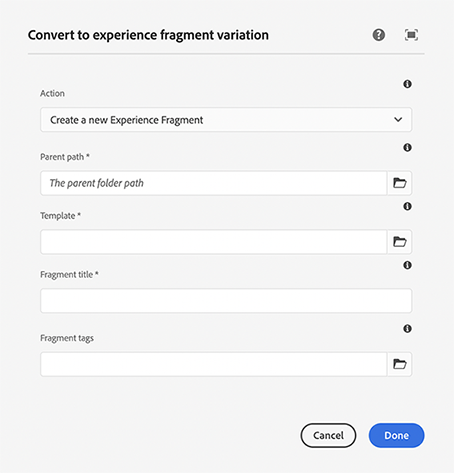 Convert to experience fragment variation
Action
Create a new Experience Fragment
Parent path *
The parent folder path
Template *
Fragment title *
Fragment tags
Cancel
Done